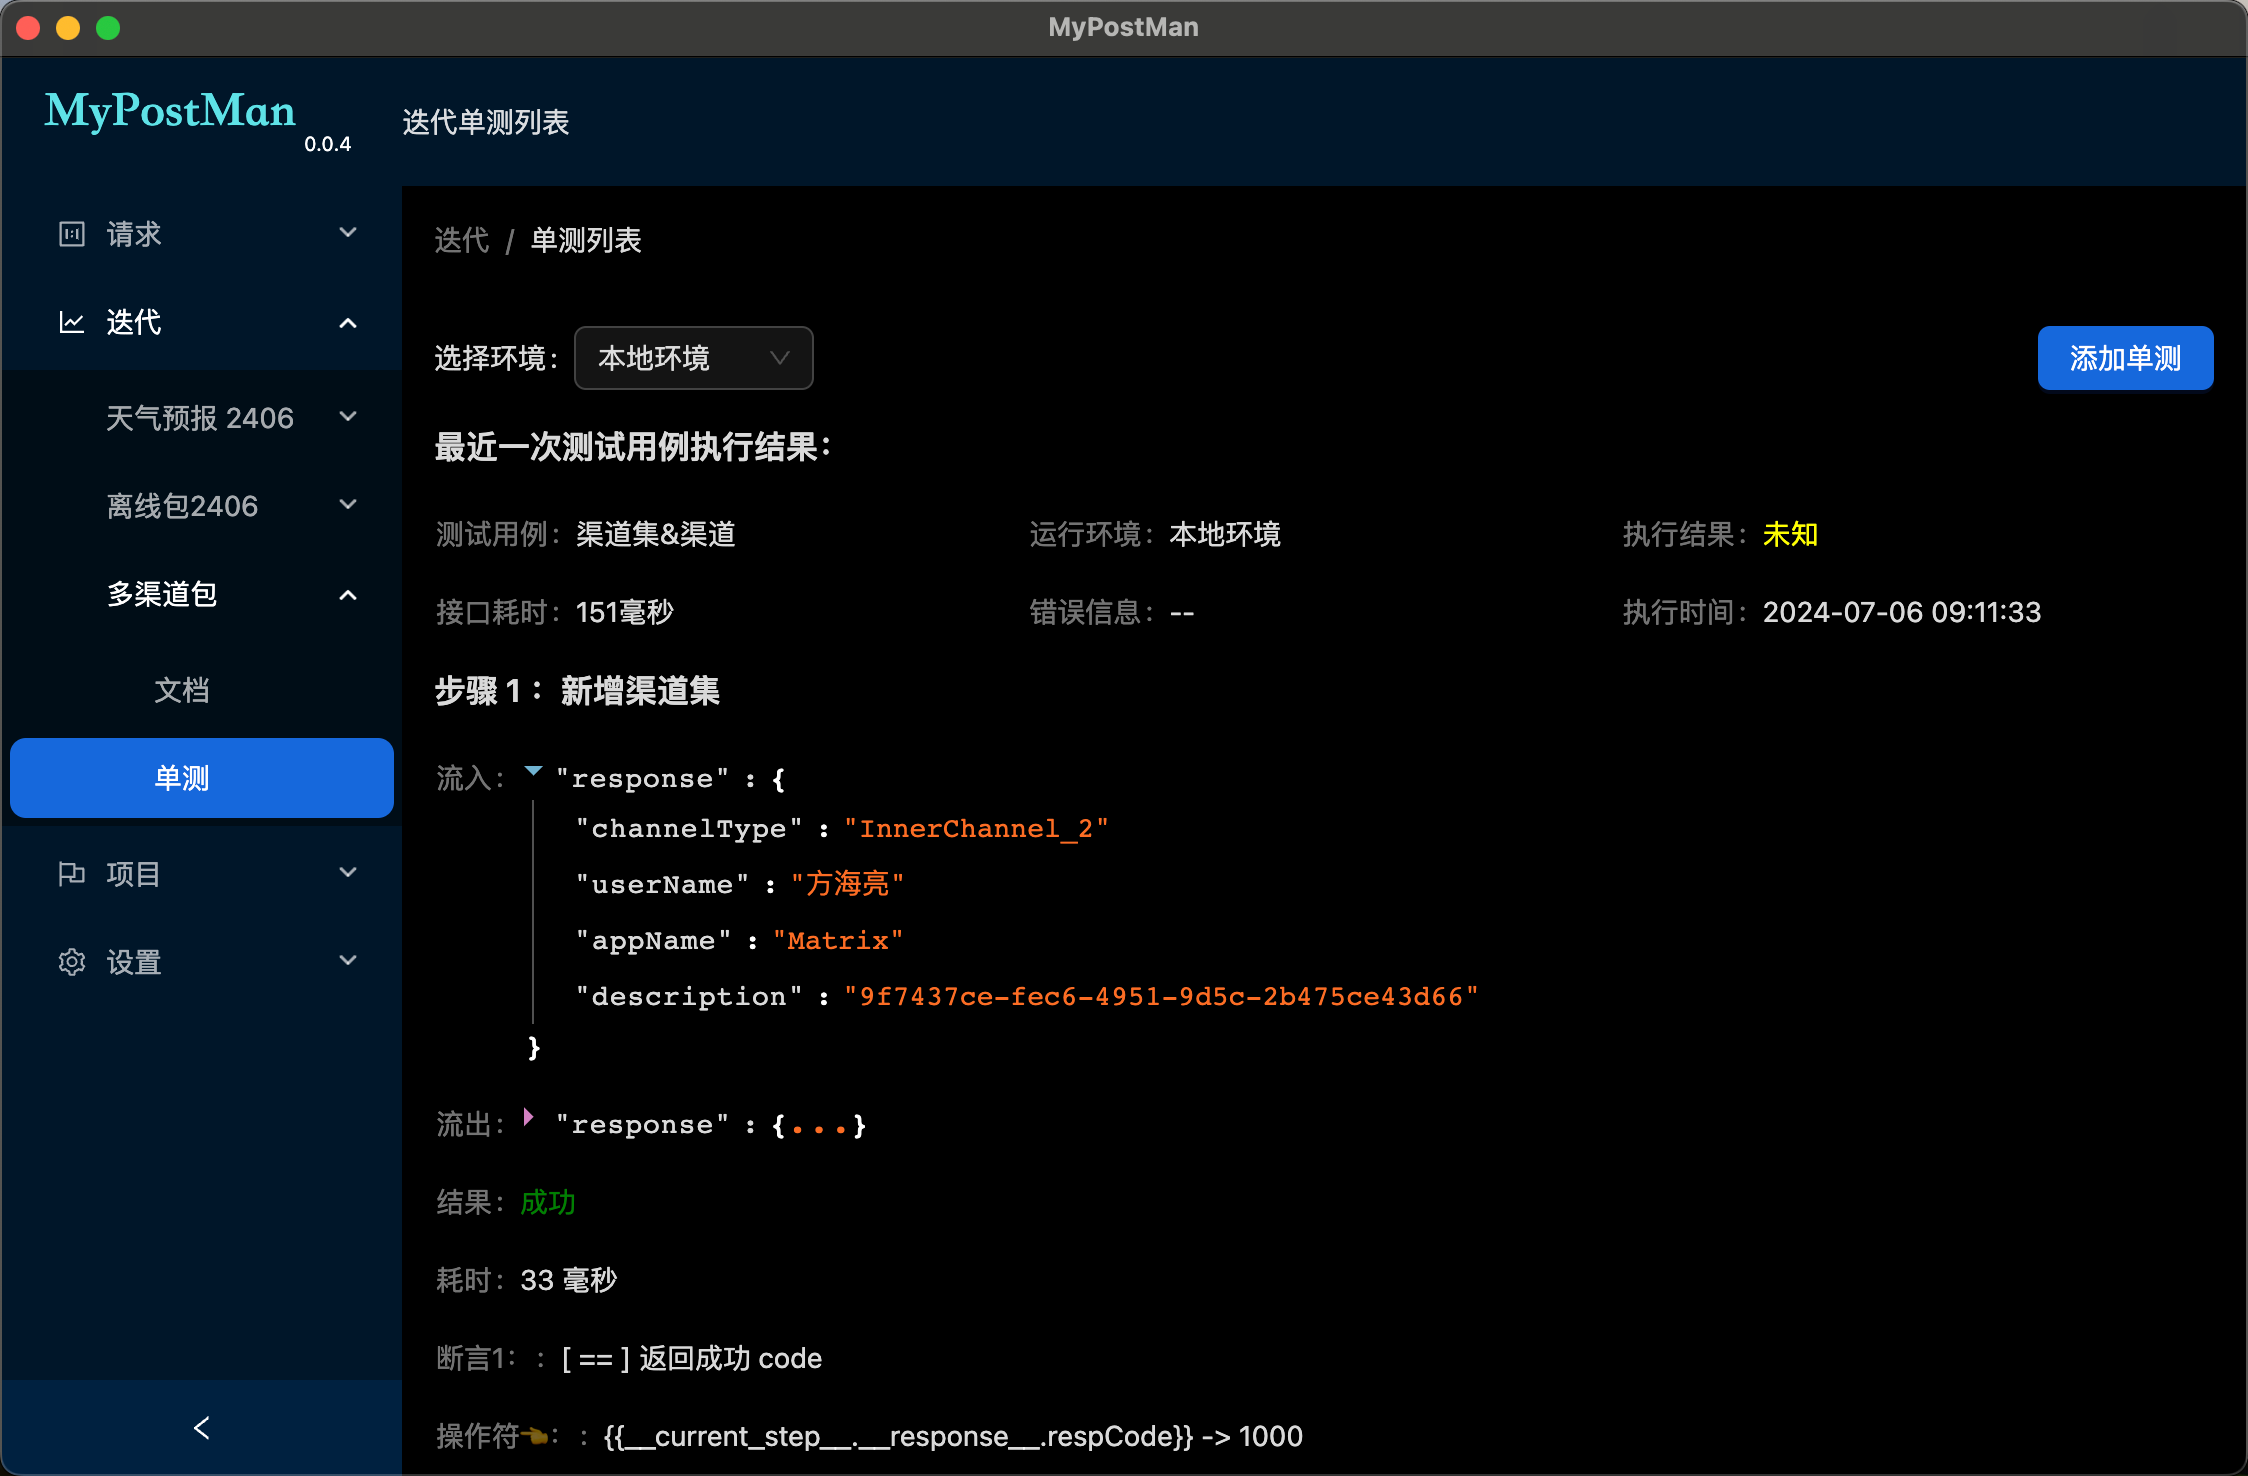 MyPostMan
MyPostMan
0.0.4
迭代单测列表
请求
迭代
天气预报 2406
离线包2406
多渠道包
文档
单测
项目
设置
迭代 / 单测列表
选择环境: 本地环境
添加单测
最近一次测试用例执行结果:
测试用例: 渠道集&渠道 运行环境: 本地环境 执行结果: 未知
接口耗时: 151毫秒 错误信息: -- 执行时间: 2024-07-06 09:11:33
步骤 1: 新增渠道集
流入: "response" : {
"channelType" : "InnerChannel_2"
"userName" : "方海亮"
"appName" : "Matrix"
"description" : "9f7437ce-fec6-4951-9d5c-2b475ce43d66"
}
流出: "response" : {...}
结果: 成功
耗时: 33 毫秒
断言1: : [ == ] 返回成功 code
操作符👈: : {{__current_step__.__response__.respCode}} -> 1000